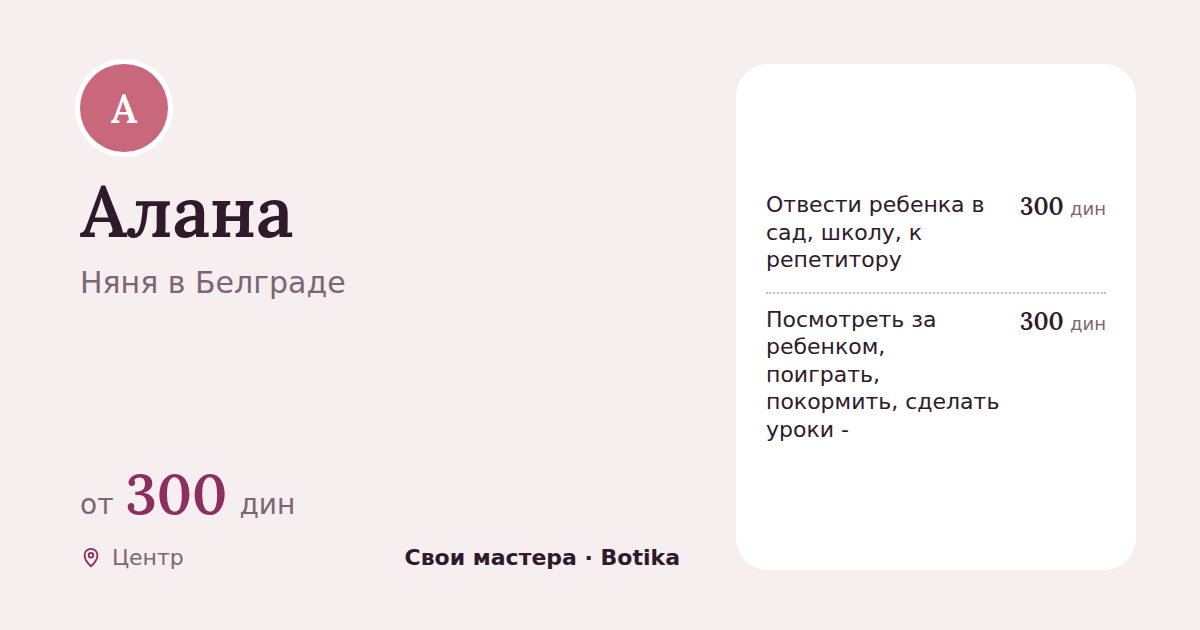 А
Алана
Няня в Белграде
от 300 дин
Центр
Свои мастера · Botika
Отвести ребенка в 300 дин
сад, школу, к
репетитору
Посмотреть за 300 дин
ребенком,
поиграть,
покормить, сделать
уроки -